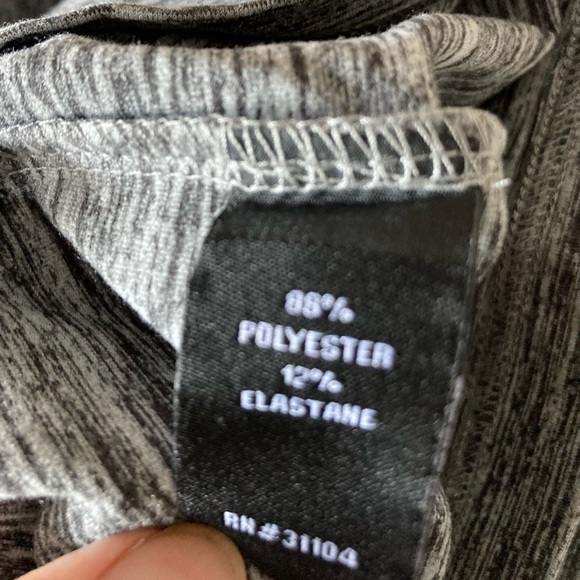 88%
POLYESTER
12%
ELASTANE
RN#31104